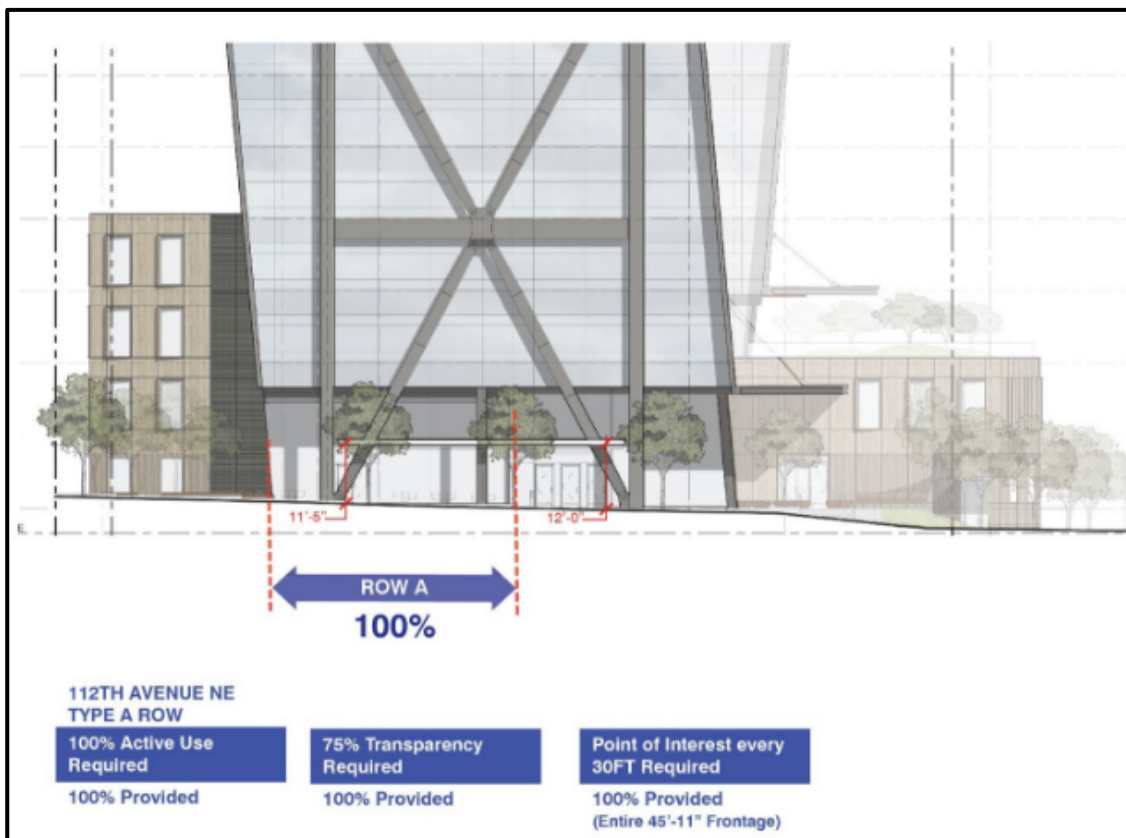 E.
11'-5"
12'-0"
ROW A
100%
112TH AVENUE NE
TYPE A ROW
100% Active Use
Required
100% Provided
75% Transparency
Required
100% Provided
Point of Interest every
30FT Required
100% Provided
(Entire 45'-11" Frontage)